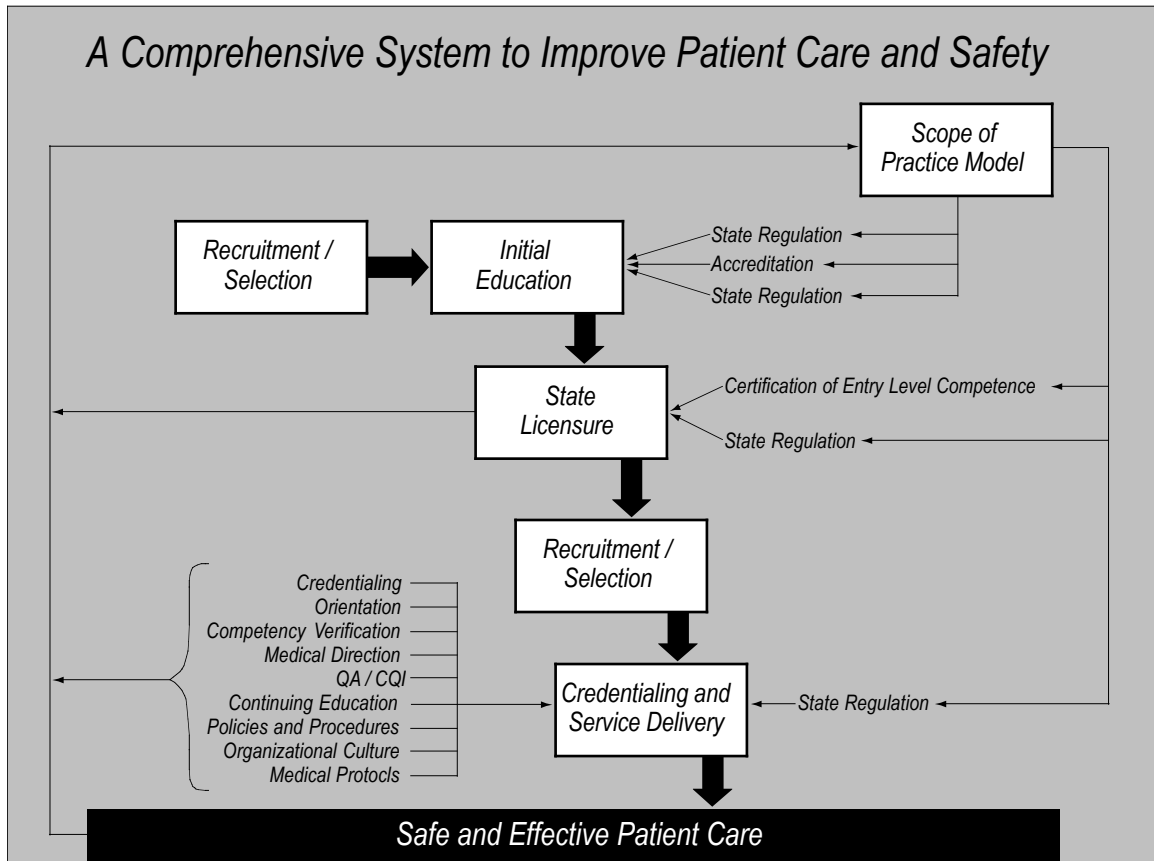 A Comprehensive System to Improve Patient Care and Safety
Scope of
Practice Model
Recruitment /
Selection
Initial
Education
State Regulation
Accreditation
State Regulation
State
Licensure
Certification of Entry Level Competence
State Regulation
Recruitment /
Selection
Credentialing
Orientation
Competency Verification
Medical Direction
QA / CQI
Continuing Education
Policies and Procedures
Organizational Culture
Medical Protocls
Credentialing and
Service Delivery
State Regulation
Safe and Effective Patient Care